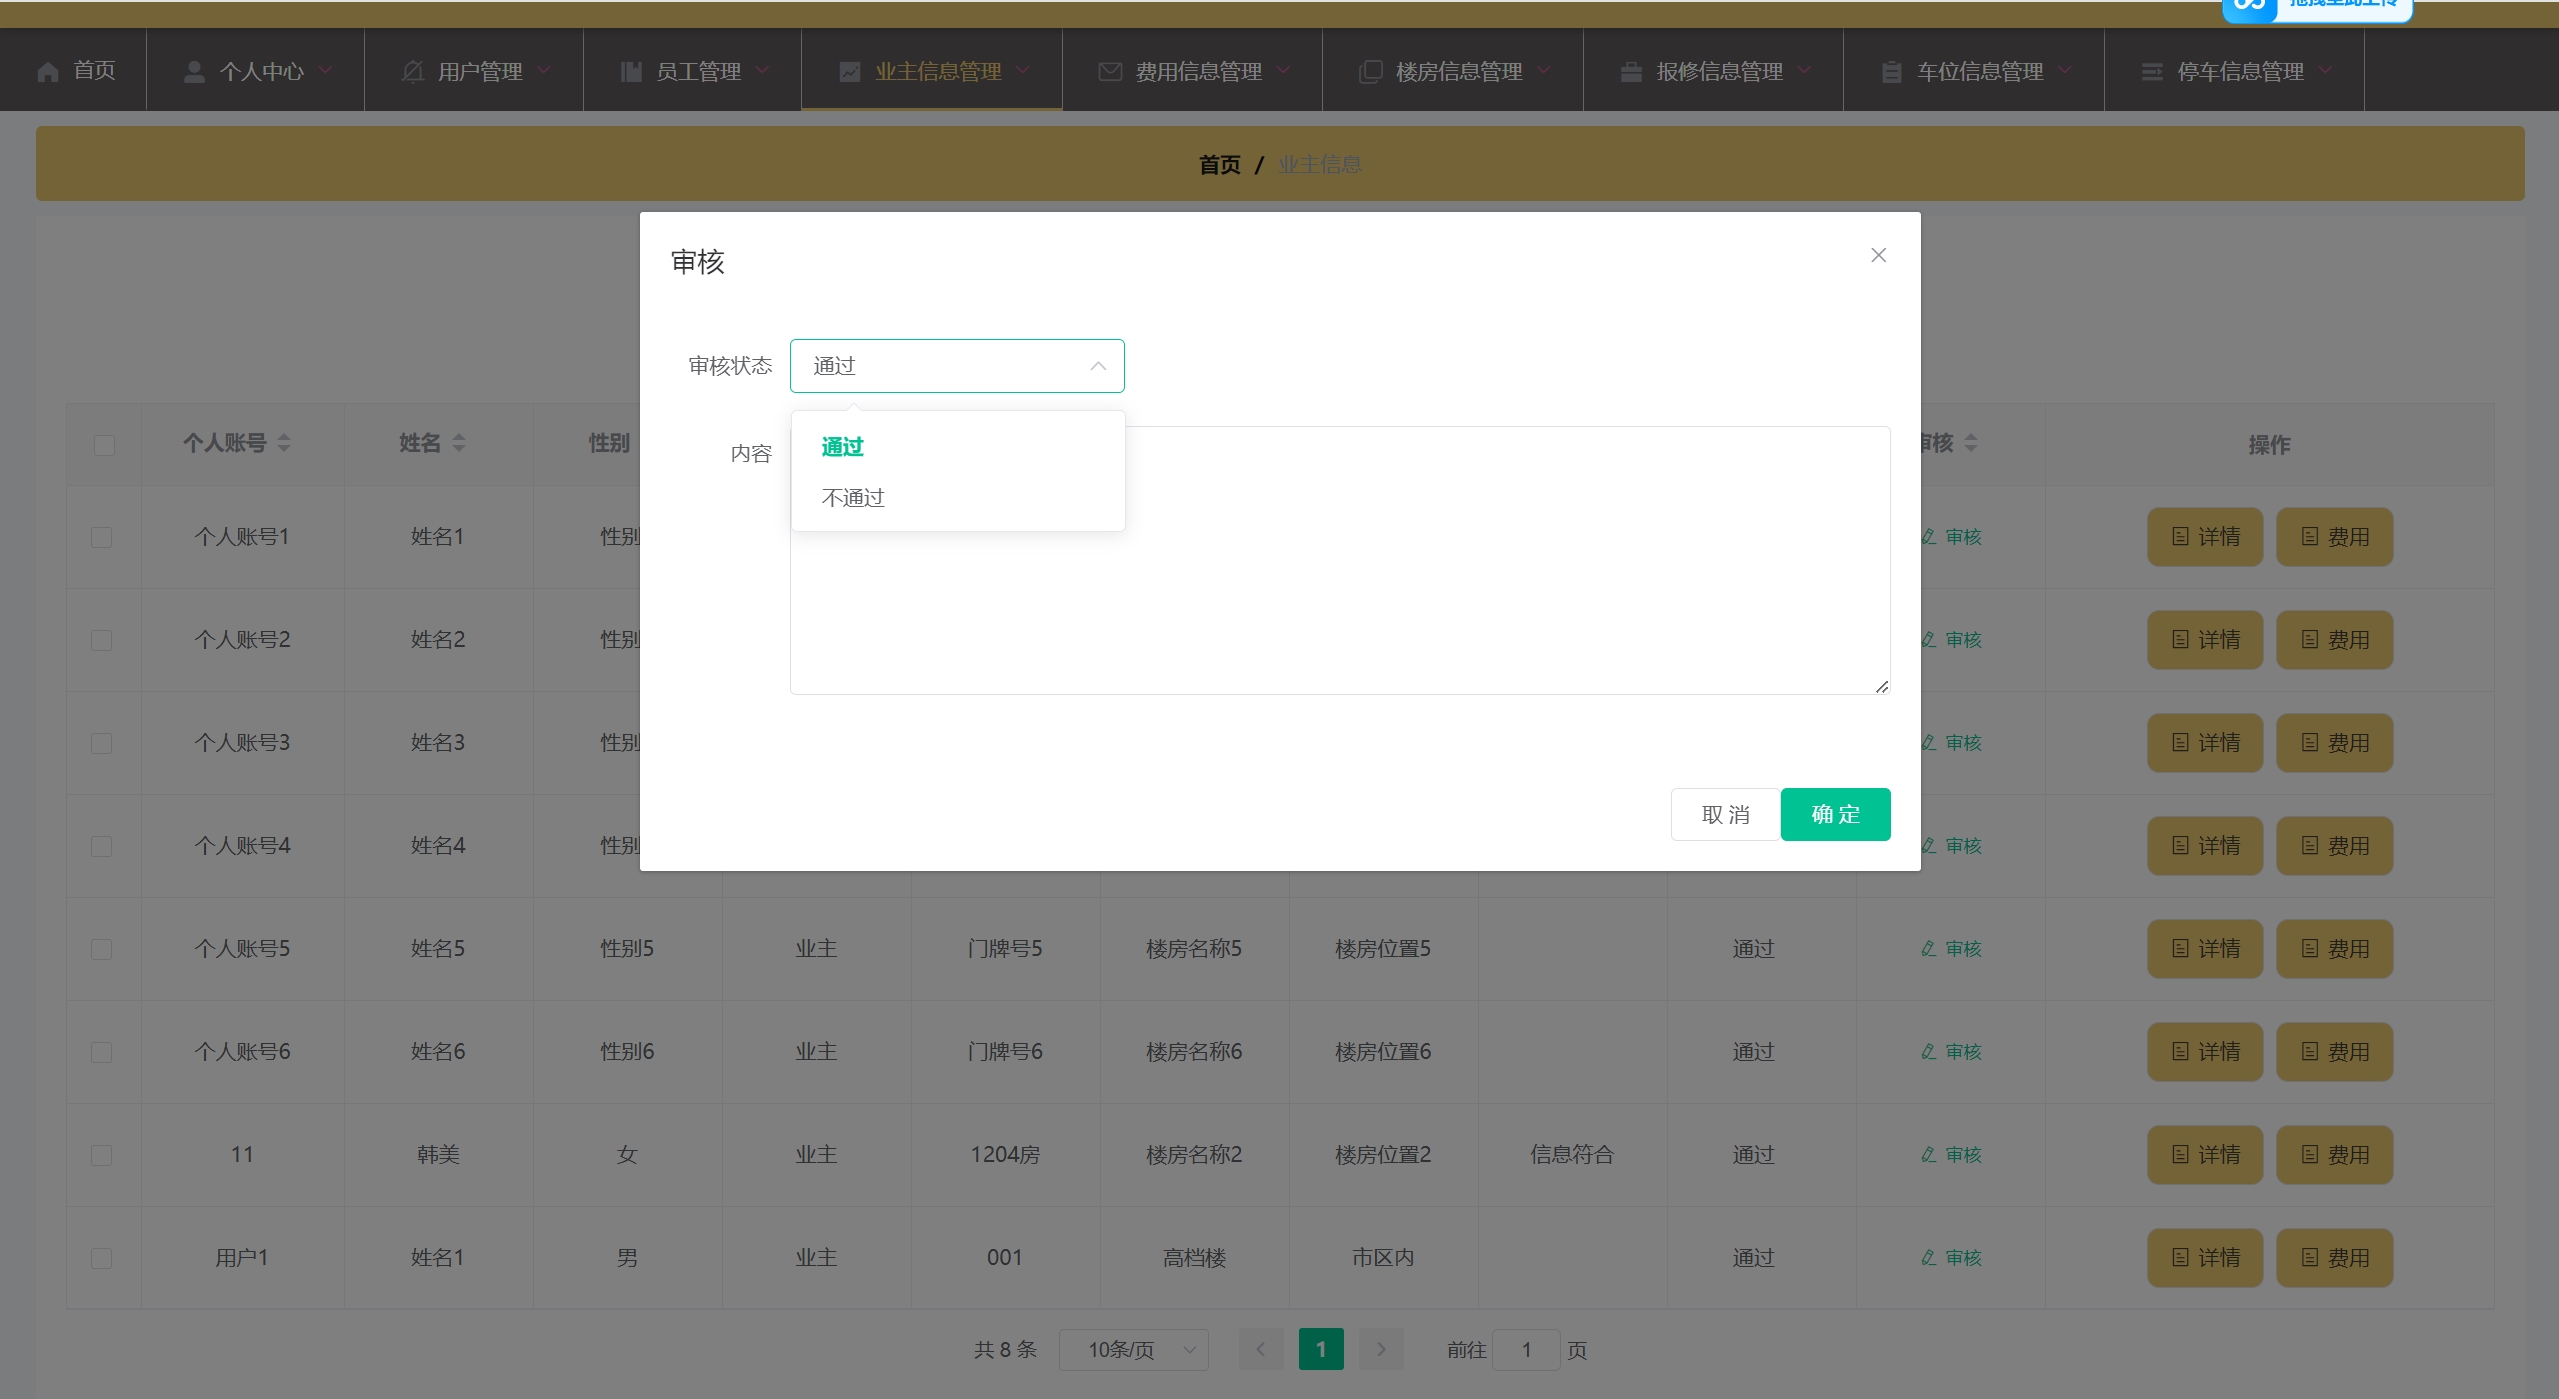 首页 个人中心 用户管理 员工管理 业主信息管理 费用信息管理 楼房信息管理 报修信息管理 车位信息管理 停车信息管理
首页 / 业主信息
审核
审核状态 通过
通过
内容
不通过
取消 确定
个人账号 姓名 性别 审核 操作
个人账号1 姓名1 性别 审核 详情 费用
个人账号2 姓名2 性别 审核 详情 费用
个人账号3 姓名3 性别 审核 详情 费用
个人账号4 姓名4 性别 审核 详情 费用
个人账号5 姓名5 性别5 业主 门牌号5 楼房名称5 楼房位置5 通过 审核 详情 费用
个人账号6 姓名6 性别6 业主 门牌号6 楼房名称6 楼房位置6 通过 审核 详情 费用
11 韩美 女 业主 1204房 楼房名称2 楼房位置2 信息符合 通过 审核 详情 费用
用户1 姓名1 男 业主 001 高档楼 市区内 通过 审核 详情 费用
共 8 条 10条/页 1 前往 1 页